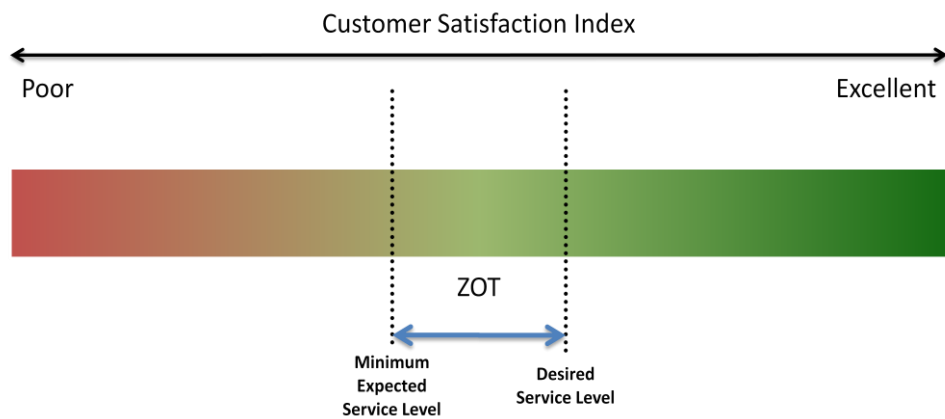 Customer Satisfaction Index
Poor
Excellent
ZOT
Minimum
Expected
Service Level
Desired
Service Level